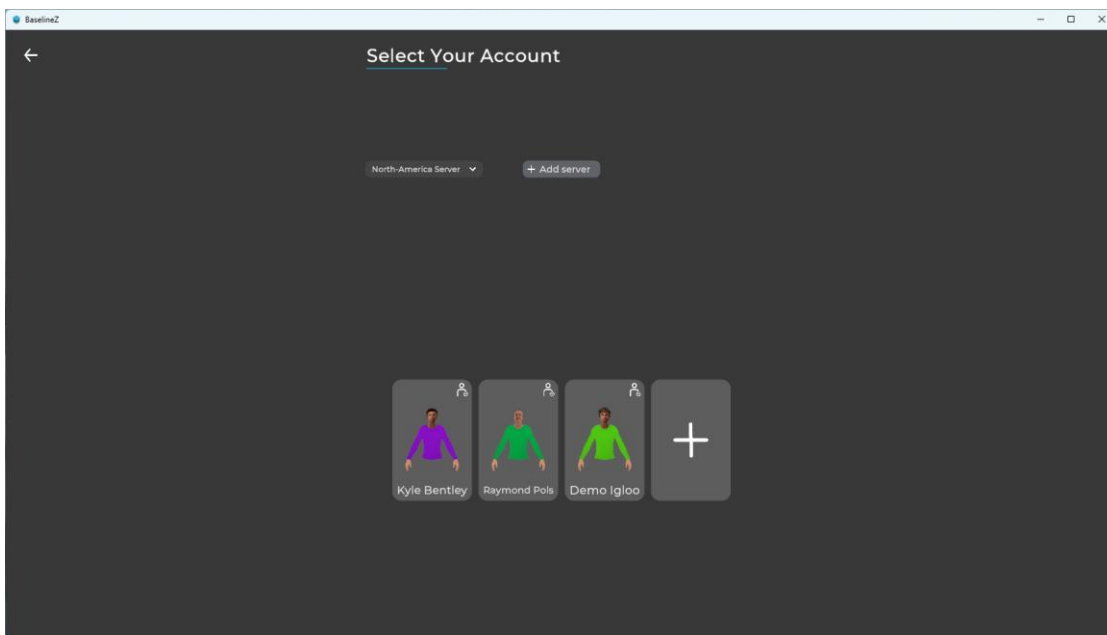 BaselineZ
Select Your Account
North-America Server
+ Add server
Kyle Bentley
Raymond Pols
Demo Igloo